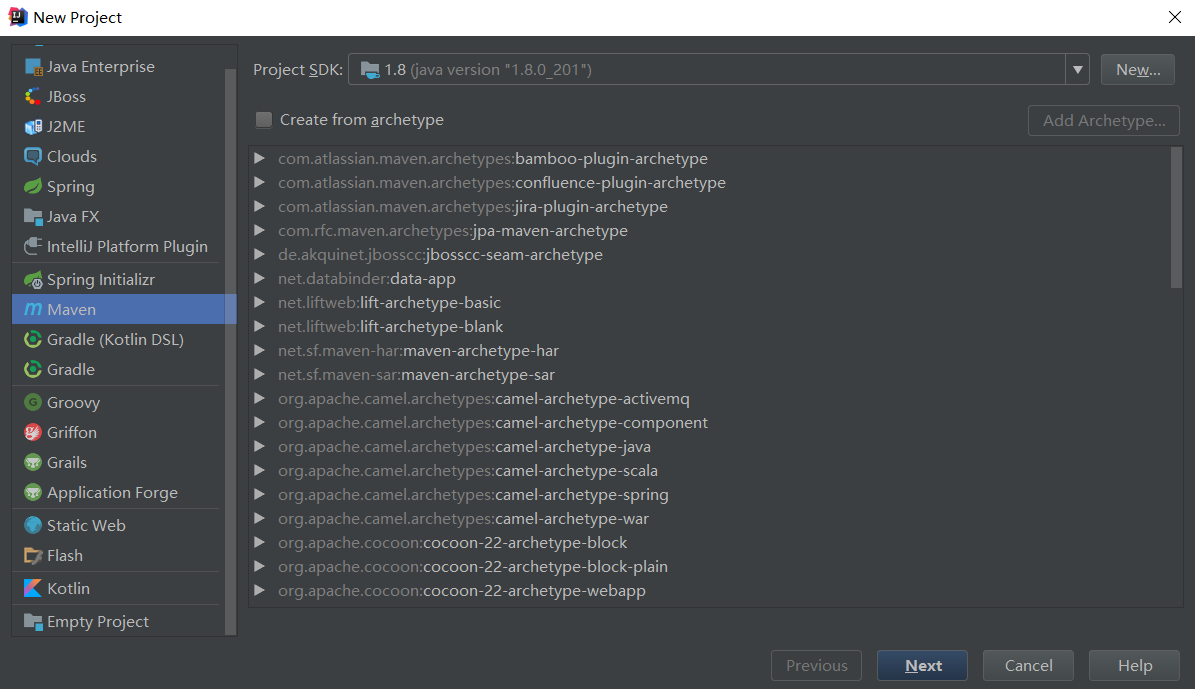 New Project
Java Enterprise
JBoss
J2ME
Clouds
Spring
Java FX
IntelliJ Platform Plugin
Spring Initializr
Maven
Gradle (Kotlin DSL)
Gradle
Groovy
Griffon
Grails
Application Forge
Static Web
Flash
Kotlin
Empty Project
Project SDK: 1.8 (java version "1.8.0_201") New...
Create from archetype Add Archetype...
com.atlassian.maven.archetypes:bamboo-plugin-archetype
com.atlassian.maven.archetypes:confluence-plugin-archetype
com.atlassian.maven.archetypes:jira-plugin-archetype
com.rfc.maven.archetypes:jpa-maven-archetype
de.akquinet.jbosscc:jbosscc-seam-archetype
net.databinder:data-app
net.liftweb:lift-archetype-basic
net.liftweb:lift-archetype-blank
net.sf.maven-har:maven-archetype-har
net.sf.maven-sar:maven-archetype-sar
org.apache.camel.archetypes:camel-archetype-activemq
org.apache.camel.archetypes:camel-archetype-component
org.apache.camel.archetypes:camel-archetype-java
org.apache.camel.archetypes:camel-archetype-scala
org.apache.camel.archetypes:camel-archetype-spring
org.apache.camel.archetypes:camel-archetype-war
org.apache.cocoon:cocoon-22-archetype-block
org.apache.cocoon:cocoon-22-archetype-block-plain
org.apache.cocoon:cocoon-22-archetype-webapp
Previous Next Cancel Help